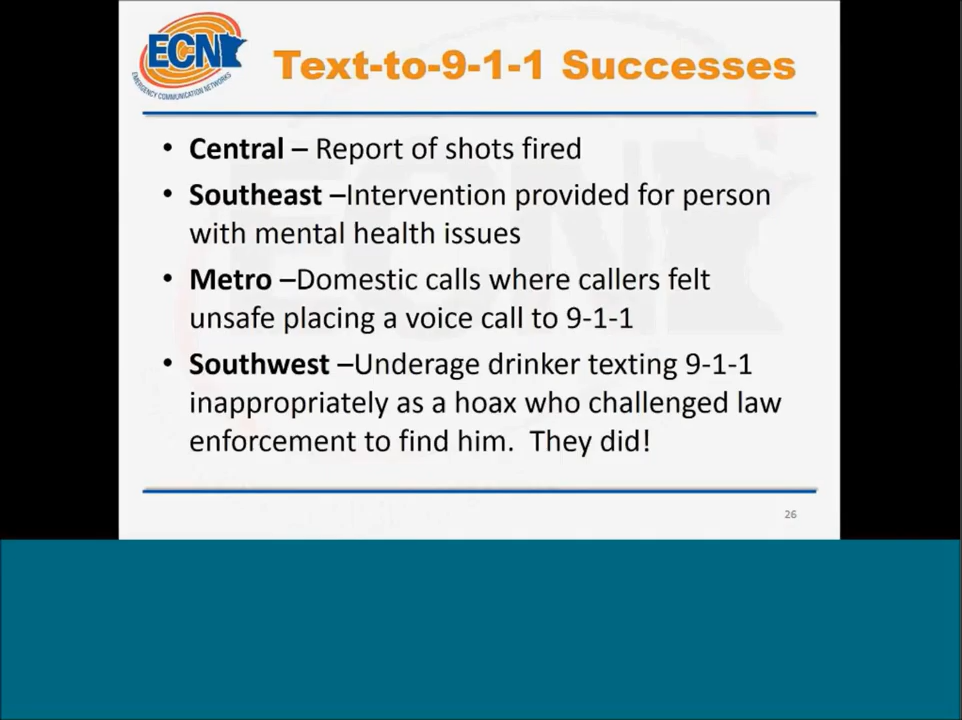 ECN
EMERGENCY COMMUNICATION NETWORKS
Text-to-9-1-1 Successes
• Central – Report of shots fired
• Southeast –Intervention provided for person
with mental health issues
• Metro –Domestic calls where callers felt
unsafe placing a voice call to 9-1-1
• Southwest –Underage drinker texting 9-1-1
inappropriately as a hoax who challenged law
enforcement to find him.  They did!
26